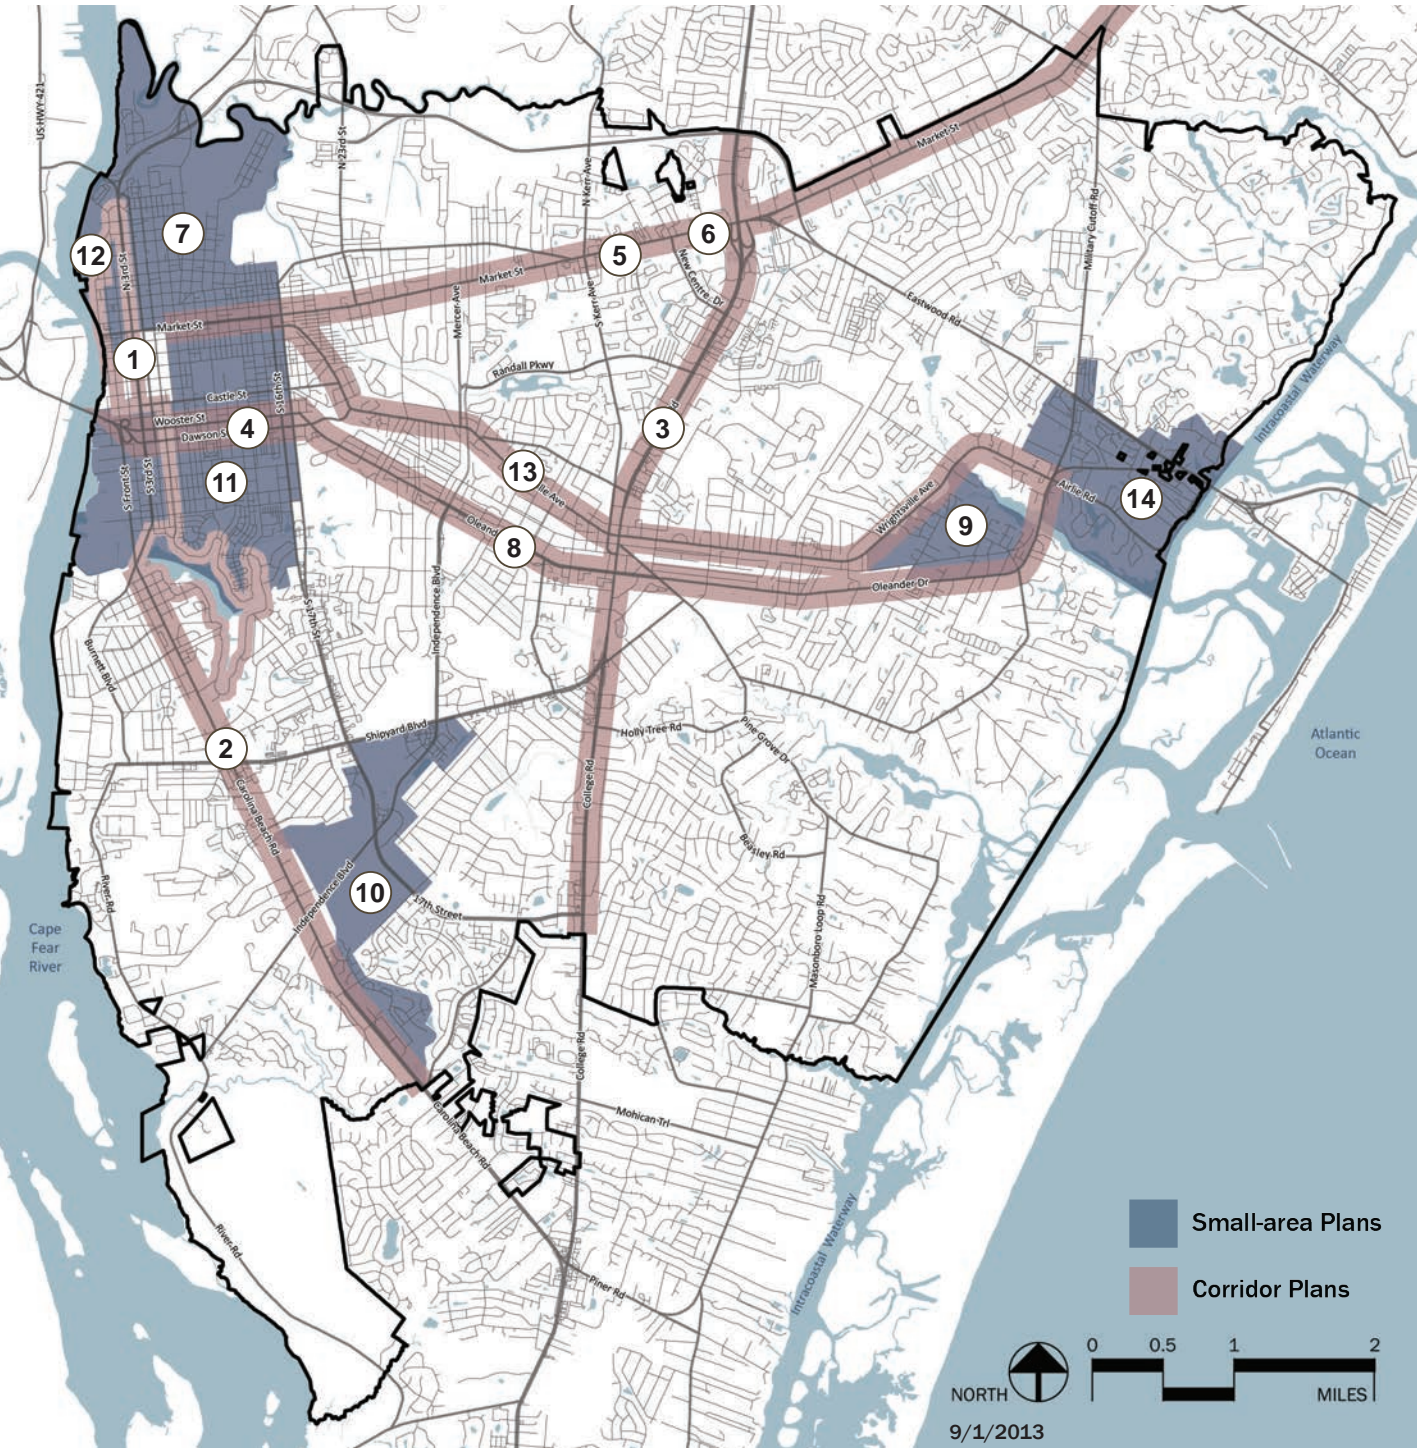 US HWY 421
N 23rd St
N Kerr Ave
Market St
Military Cutoff Rd
7
12
5
6
N 3rd St
New Centre Dr
Market St
Mercer Ave
S Kerr Ave
Eastwood Rd
Market St
1
Randall Pkwy
Intracoastal Waterway
S 16th St
Castle St
Wooster St
4
Dawson S
3
13
11
S Front St
S 3rd St
lle Ave
Airlie Rd
14
Wrightsville Ave
9
Oleand
8
Oleander Dr
Independence Blvd
S 17th St
Burnett Blvd
Shipyard Blvd
Holly Tree Rd
Pine Grove Dr
2
Atlantic
Ocean
Carolina Beach Rd
College Rd
Beasley Rd
River Rd
Independence Blvd
10
17th Street
Masonboro Loop Rd
Cape
Fear
River
College Rd
Carolina Beach Rd
Mohican Trl
River Rd
Piner Rd
Intracoastal Waterway
Small-area Plans
Corridor Plans
0 0.5 1 2
NORTH
MILES
9/1/2013